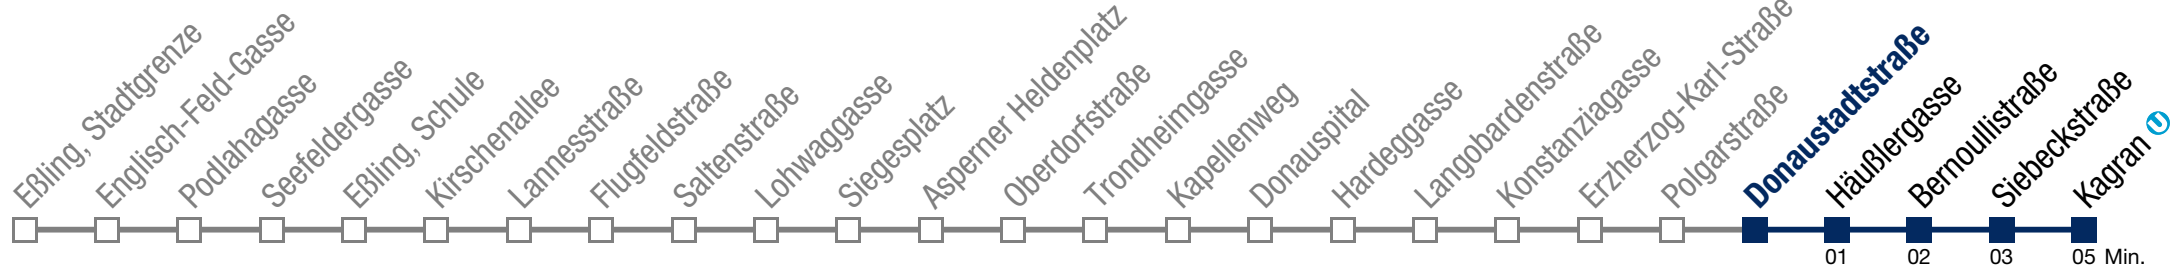 Eßling, Stadtgrenze
Englisch-Feld-Gasse
Podlahagasse
Seefeldergasse
Eßling, Schule
Kirschenallee
Lannesstraße
Flugfeldstraße
Saltenstraße
Lohwaggasse
Siegesplatz
Asperner Heldenplatz
Oberdorfstraße
Trondheimgasse
Kapellenweg
Donauspital
Hardeggasse
Langobardenstraße
Konstanziagasse
Erzherzog-Karl-Straße
Polgarstraße
Donaustadtstraße
Häußlergasse
Bernoullistraße
Siebeckstraße
Kagran U
01 02 03 05 Min.